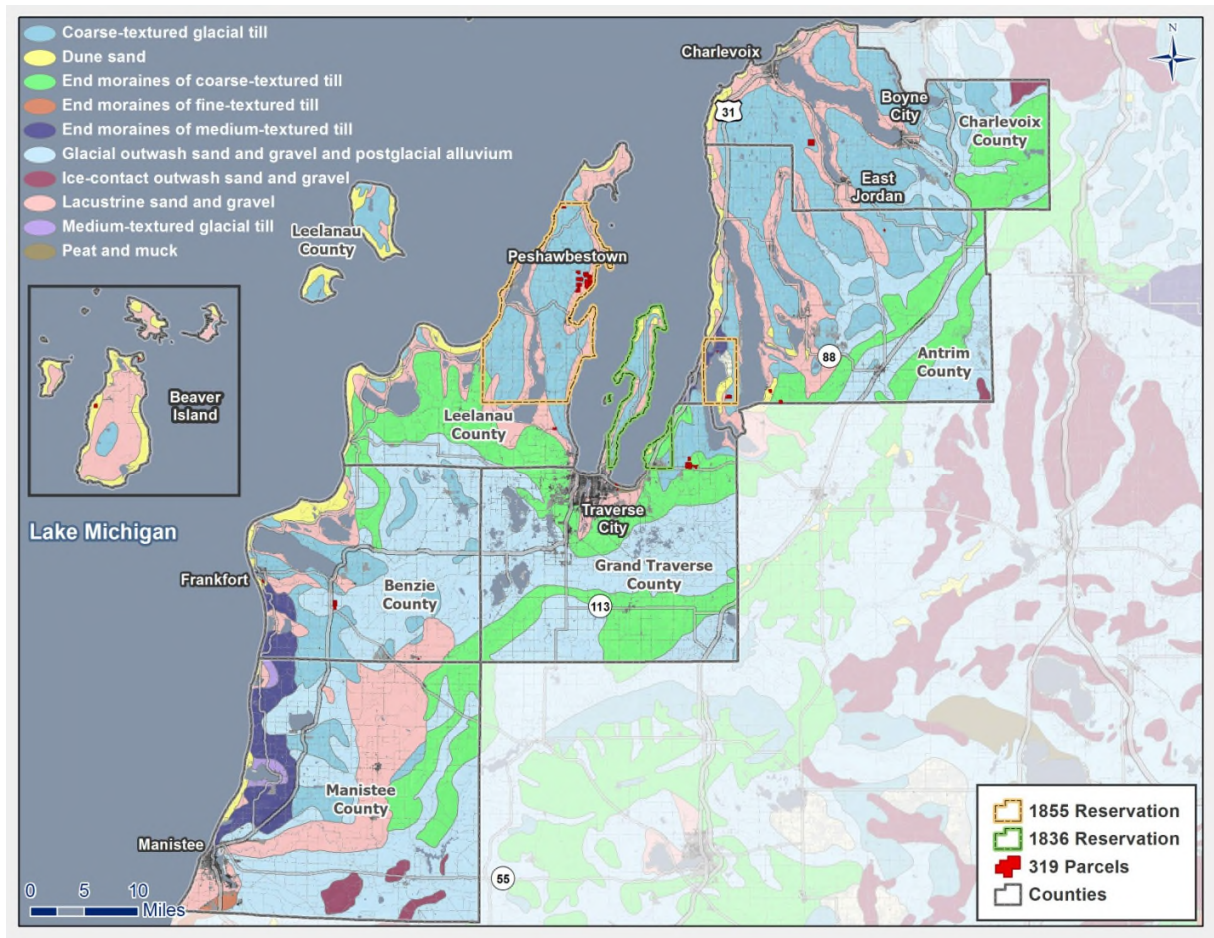 Coarse-textured glacial till
Dune sand
End moraines of coarse-textured till
End moraines of fine-textured till
End moraines of medium-textured till
Glacial outwash sand and gravel and postglacial alluvium
Ice-contact outwash sand and gravel
Lacustrine sand and gravel
Medium-textured glacial till
Peat and muck
N
Charlevoix
31
Boyne
City
Charlevoix
County
East
Jordan
Leelanau
County
Peshawbestown
88
Antrim
County
Beaver
Island
Leelanau
County
Lake Michigan
Traverse
City
Frankfort
Benzie
County
Grand Traverse
County
113
Manistee
County
Manistee
55
0 5 10
Miles
1855 Reservation
1836 Reservation
319 Parcels
Counties